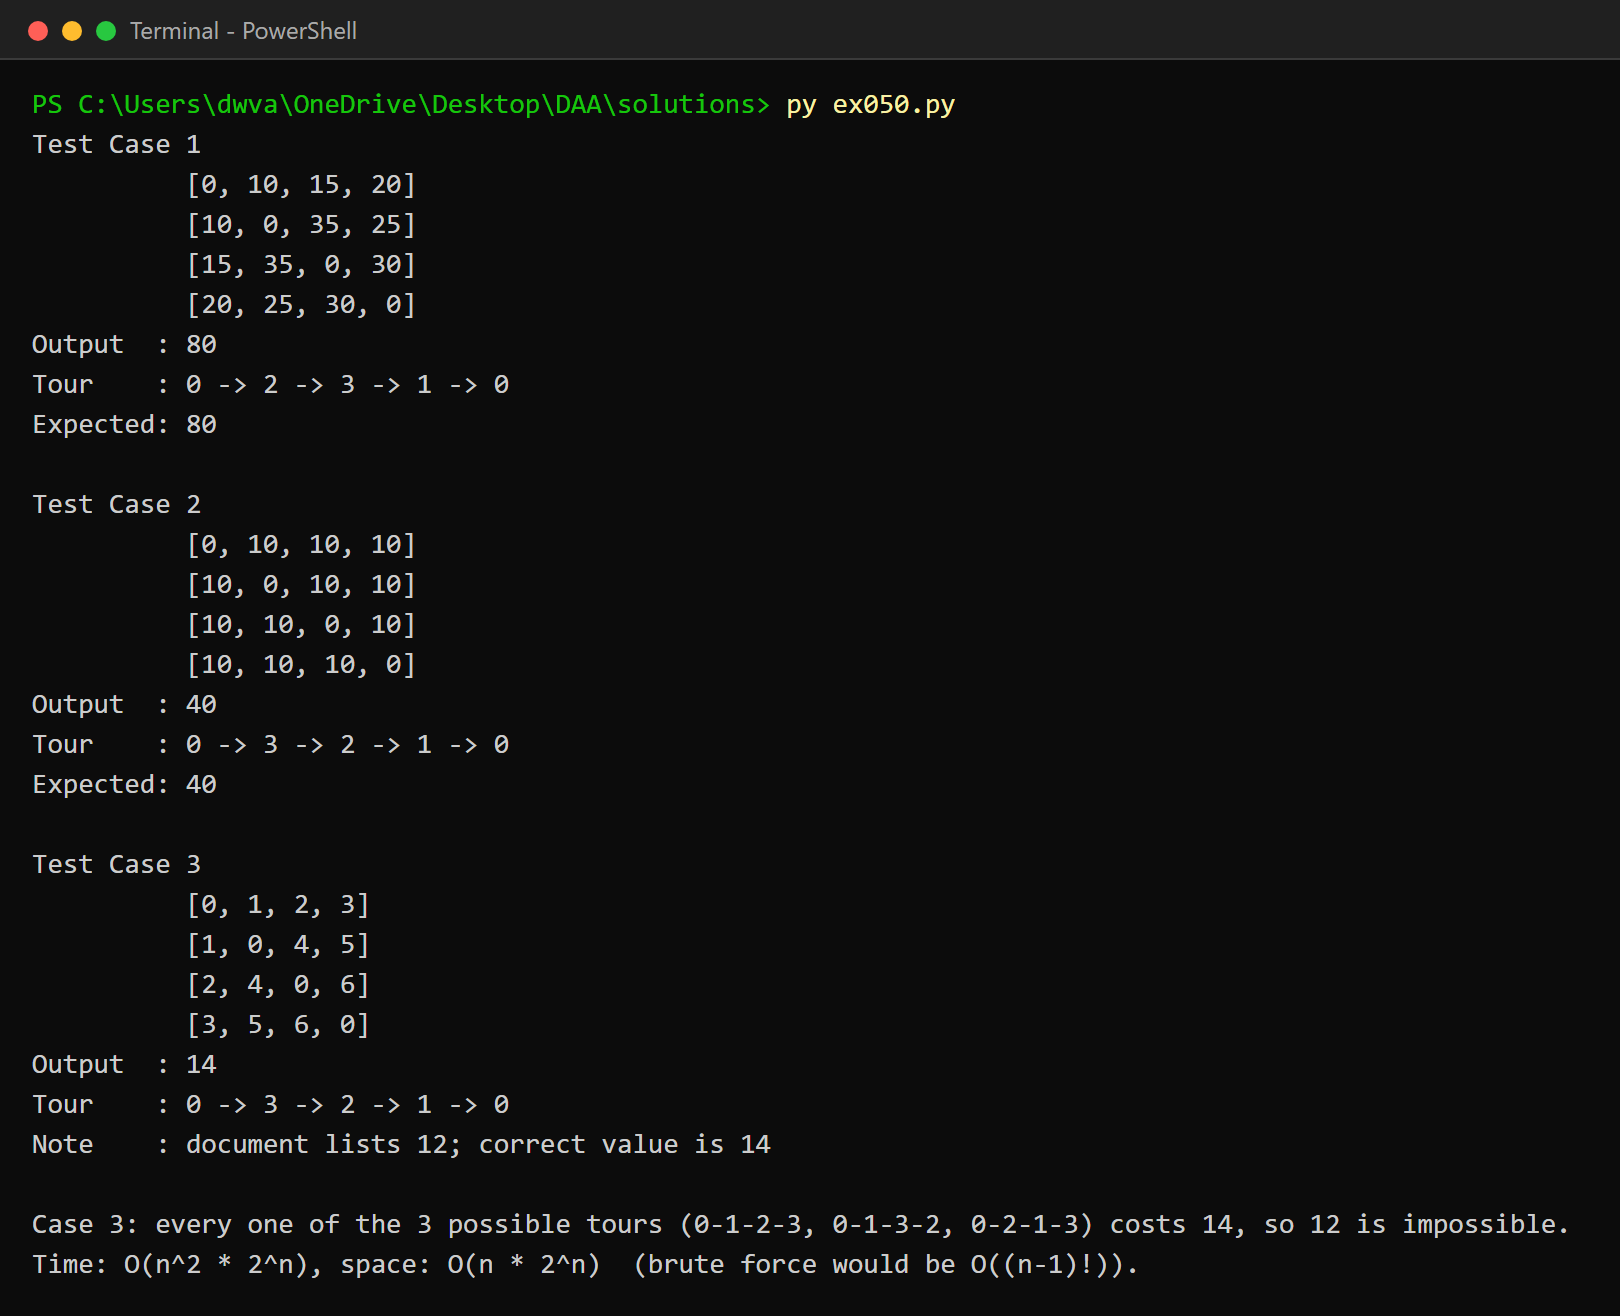 Terminal - PowerShell
PS C:\Users\dwva\OneDrive\Desktop\DAA\solutions> py ex050.py
Test Case 1
[0, 10, 15, 20]
[10, 0, 35, 25]
[15, 35, 0, 30]
[20, 25, 30, 0]
Output  : 80
Tour    : 0 -> 2 -> 3 -> 1 -> 0
Expected: 80
Test Case 2
[0, 10, 10, 10]
[10, 0, 10, 10]
[10, 10, 0, 10]
[10, 10, 10, 0]
Output  : 40
Tour    : 0 -> 3 -> 2 -> 1 -> 0
Expected: 40
Test Case 3
[0, 1, 2, 3]
[1, 0, 4, 5]
[2, 4, 0, 6]
[3, 5, 6, 0]
Output  : 14
Tour    : 0 -> 3 -> 2 -> 1 -> 0
Note    : document lists 12; correct value is 14
Case 3: every one of the 3 possible tours (0-1-2-3, 0-1-3-2, 0-2-1-3) costs 14, so 12 is impossible.
Time: O(n^2 * 2^n), space: O(n * 2^n)  (brute force would be O((n-1)!)).